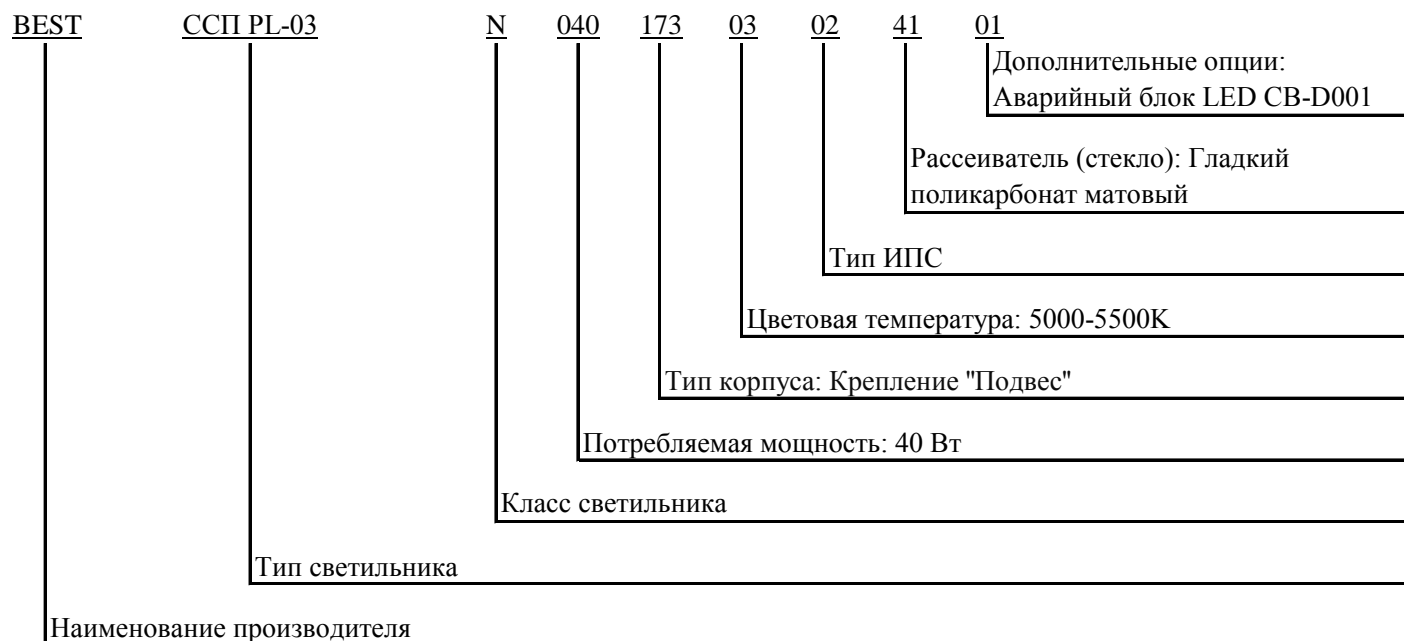 BEST ССП PL-03 N 040 173 03 02 41 01
Дополнительные опции:
Аварийный блок LED CB-D001
Рассеиватель (стекло): Гладкий
поликарбонат матовый
Тип ИПС
Цветовая температура: 5000-5500К
Тип корпуса: Крепление "Подвес"
Потребляемая мощность: 40 Вт
Класс светильника
Тип светильника
Наименование производителя